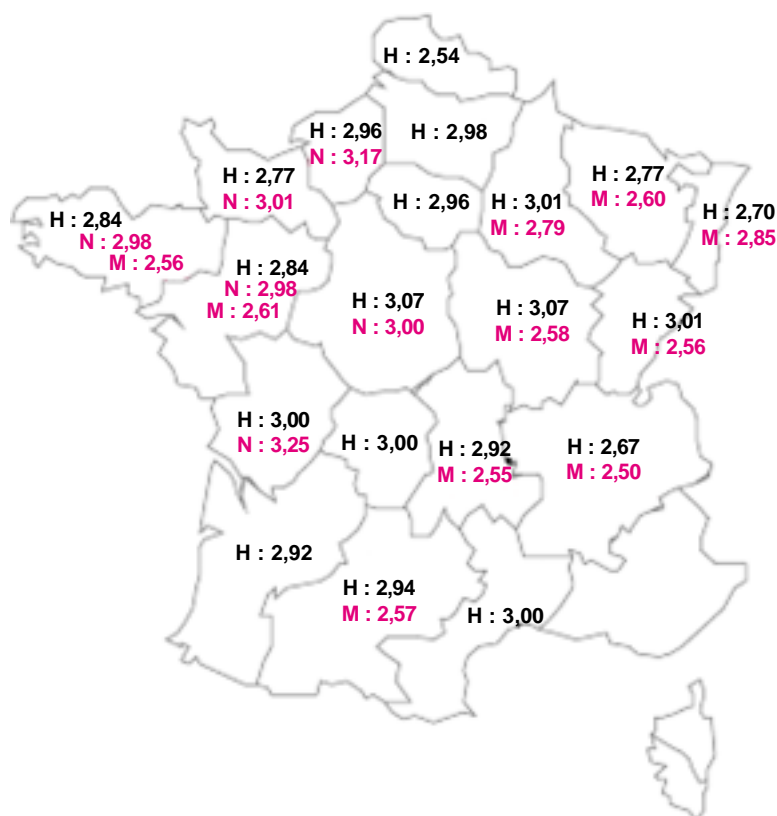 H : 2,54
H : 2,96
N : 3,17
H : 2,98
H : 2,77
N : 3,01
H : 2,77
M : 2,60
H : 2,96
H : 3,01
M : 2,79
H : 2,70
M : 2,85
H : 2,84
N : 2,98
M : 2,56
H : 2,84
N : 2,98
M : 2,61
H : 3,07
N : 3,00
H : 3,07
M : 2,58
H : 3,01
M : 2,56
H : 3,00
N : 3,25
H : 3,00
H : 2,92
M : 2,55
H : 2,67
M : 2,50
H : 2,92
H : 2,94
M : 2,57
H : 3,00